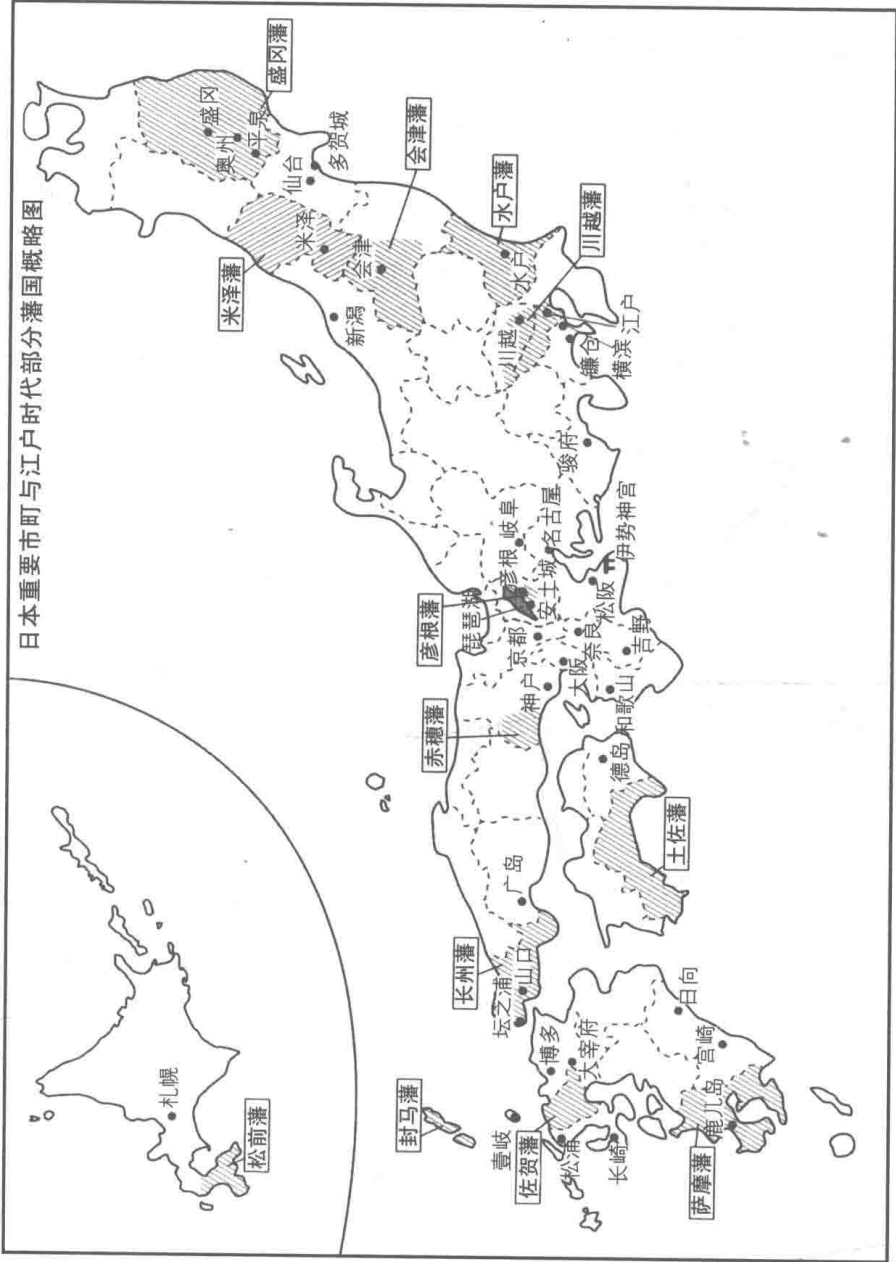 日本重要市町与江户时代部分藩国概略图
札幌
松前藩
盛冈藩
盛冈
奥州
平泉
仙台
多贺城
米泽藩
米泽
会津藩
会津
新潟
水户藩
水户
川越藩
川越
江户
横滨
镰仓
骏府
岐阜
名古屋
伊势神宫
彦根藩
彦根
琵琶湖
安土城
京都
松阪
奈良
吉野
大阪
神户
和歌山
赤穗藩
德岛
土佐藩
广岛
长州藩
山口
坛之浦
封马藩
壹岐
博多
大宰府
佐贺藩
松浦
长崎
日向
宫崎
萨摩藩
鹿儿岛